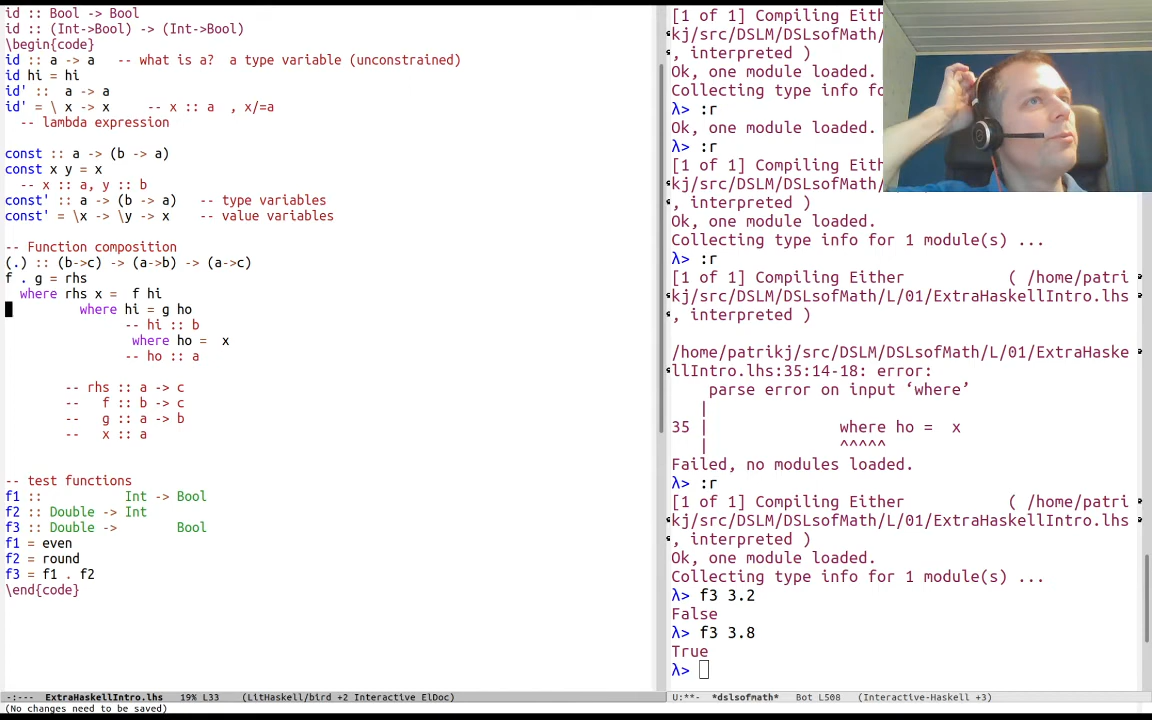 id :: Bool -> Bool
id :: (Int->Bool) -> (Int->Bool)
\begin{code}
id :: a -> a   -- what is a?  a type variable (unconstrained)
id hi = hi
id' ::  a -> a
id' = \ x -> x     -- x :: a  , x/=a
-- lambda expression
const :: a -> (b -> a)
const x y = x
-- x :: a, y :: b
const' :: a -> (b -> a)   -- type variables
const' = \x -> \y -> x   -- value variables
-- Function composition
(.) :: (b->c) -> (a->b) -> (a->c)
f . g = rhs
where rhs x =  f hi
where hi = g ho
-- hi :: b
where ho =  x
-- ho :: a
-- rhs :: a -> c
--   f :: b -> c
--   g :: a -> b
--   x :: a
-- test functions
f1 ::           Int -> Bool
f2 :: Double -> Int
f3 :: Double ->        Bool
f1 = even
f2 = round
f3 = f1 . f2
\end{code}
-:---  ExtraHaskellIntro.lhs   19% L33    (LitHaskell/bird +2 Interactive ElDoc)
(No changes need to be saved)
[1 of 1] Compiling Eith
kj/src/DSLM/DSLsofMath/
, interpreted )
Ok, one module loaded.
Collecting type info fo
λ> :r
Ok, one module loaded.
λ> :r
[1 of 1] Compiling Eith
kj/src/DSLM/DSLsofMath/
, interpreted )
Ok, one module loaded.
Collecting type info for 1 module(s) ...
λ> :r
[1 of 1] Compiling Either           ( /home/patri
kj/src/DSLM/DSLsofMath/L/01/ExtraHaskellIntro.lhs
, interpreted )
/home/patrikj/src/DSLM/DSLsofMath/L/01/ExtraHaske
llIntro.lhs:35:14-18: error:
parse error on input ‘where’
|
35 |              where ho =  x
|              ^^^^^
Failed, no modules loaded.
λ> :r
[1 of 1] Compiling Either           ( /home/patri
kj/src/DSLM/DSLsofMath/L/01/ExtraHaskellIntro.lhs
, interpreted )
Ok, one module loaded.
Collecting type info for 1 module(s) ...
λ> f3 3.2
False
λ> f3 3.8
True
λ>
U:**-  *dslsofmath*   Bot L508   (Interactive-Haskell +3)